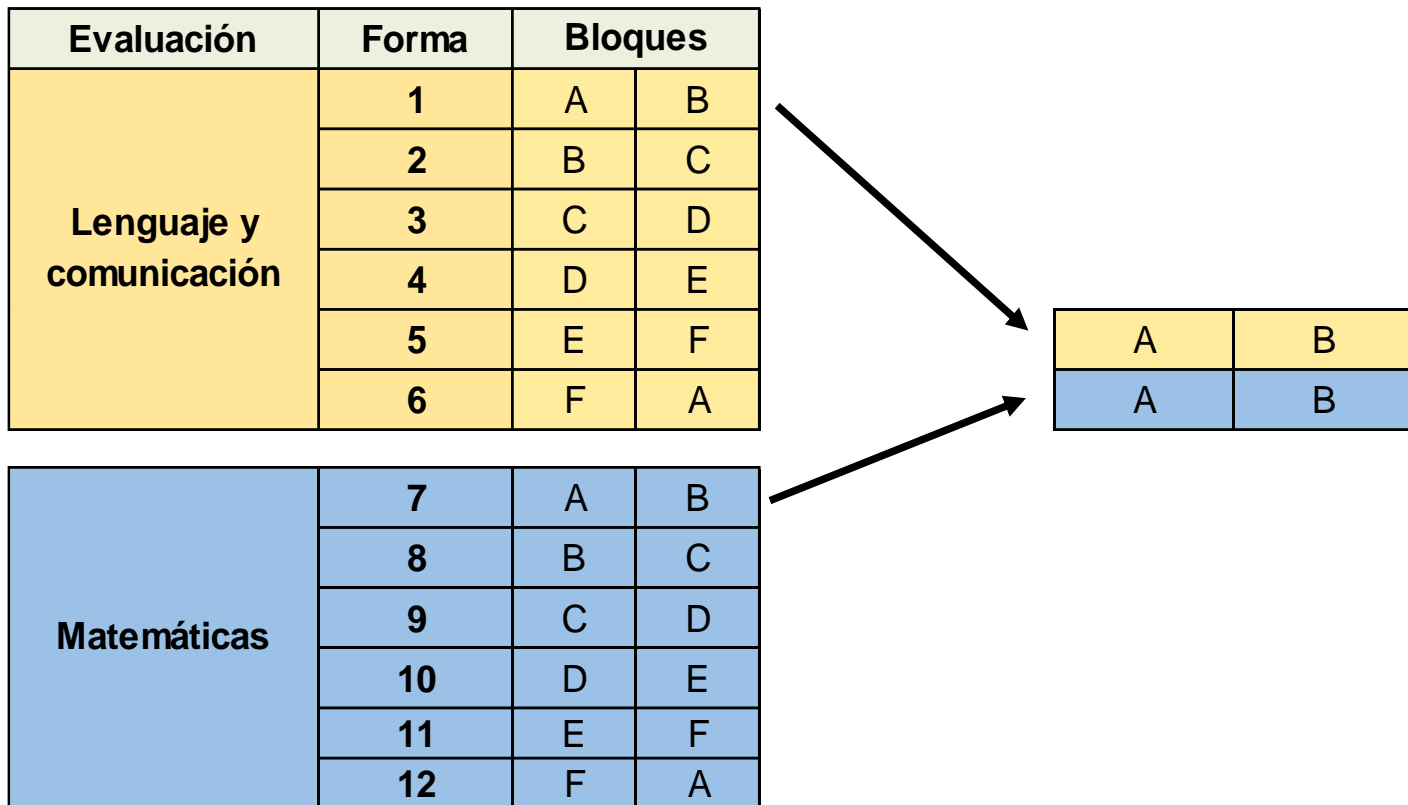 Evaluación Forma Bloques
1 A B
2 B C
Lenguaje y
comunicación
3 C D
4 D E
5 E F
6 F A
A B
A B
7 A B
8 B C
Matemáticas
9 C D
10 D E
11 E F
12 F A